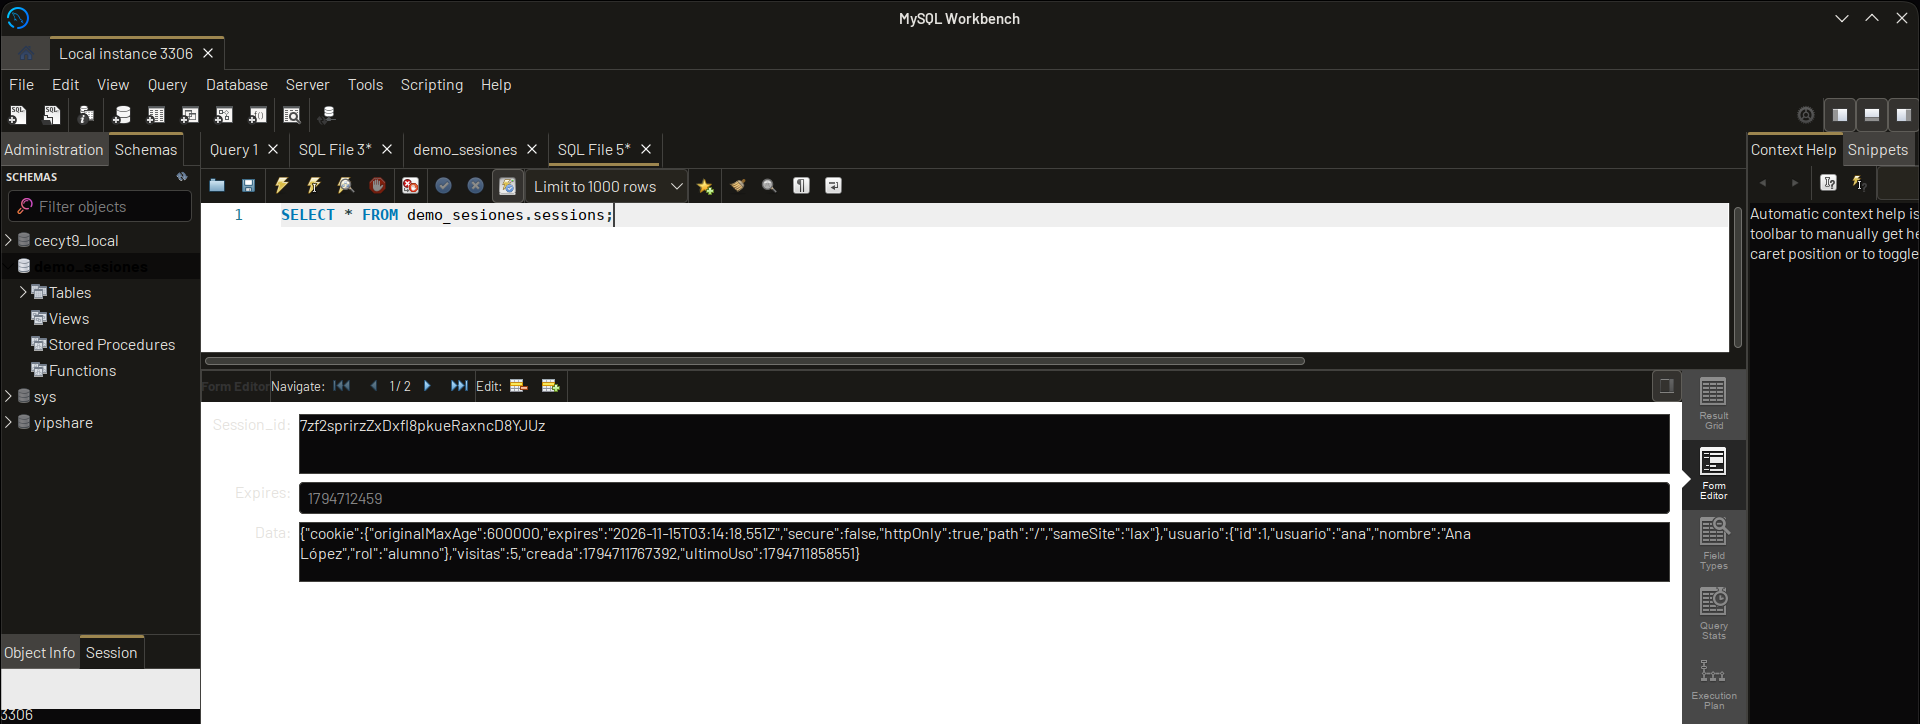 MySQL Workbench
Local instance 3306
File Edit View Query Database Server Tools Scripting Help
Administration Schemas
Query 1 SQL File 3* demo_sesiones SQL File 5*
Context Help Snippets
SCHEMAS
Limit to 1000 rows
Filter objects
1 SELECT * FROM demo_sesiones.sessions;
Automatic context help is
toolbar to manually get he
caret position or to toggle
cecyt9_local
demo_sesiones
Tables
Views
Stored Procedures
Functions
sys
yipshare
Form Editor Navigate: 1/2 Edit:
Session_id: 7zf2sprirzZxDxfI8pkueRaxncD8YJUz
Expires: 1794712459
Data: {"cookie":{"originalMaxAge":600000,"expires":"2026-11-15T03:14:18.551Z","secure":false,"httpOnly":true,"path":"/","sameSite":"lax"},"usuario":{"id":1,"usuario":"ana","nombre":"Ana
López","rol":"alumno"},"visitas":5,"creada":1794711767392,"ultimoUso":1794711858551}
Result
Grid
Form
Editor
Field
Types
Query
Stats
Execution
Plan
Object Info Session
3306